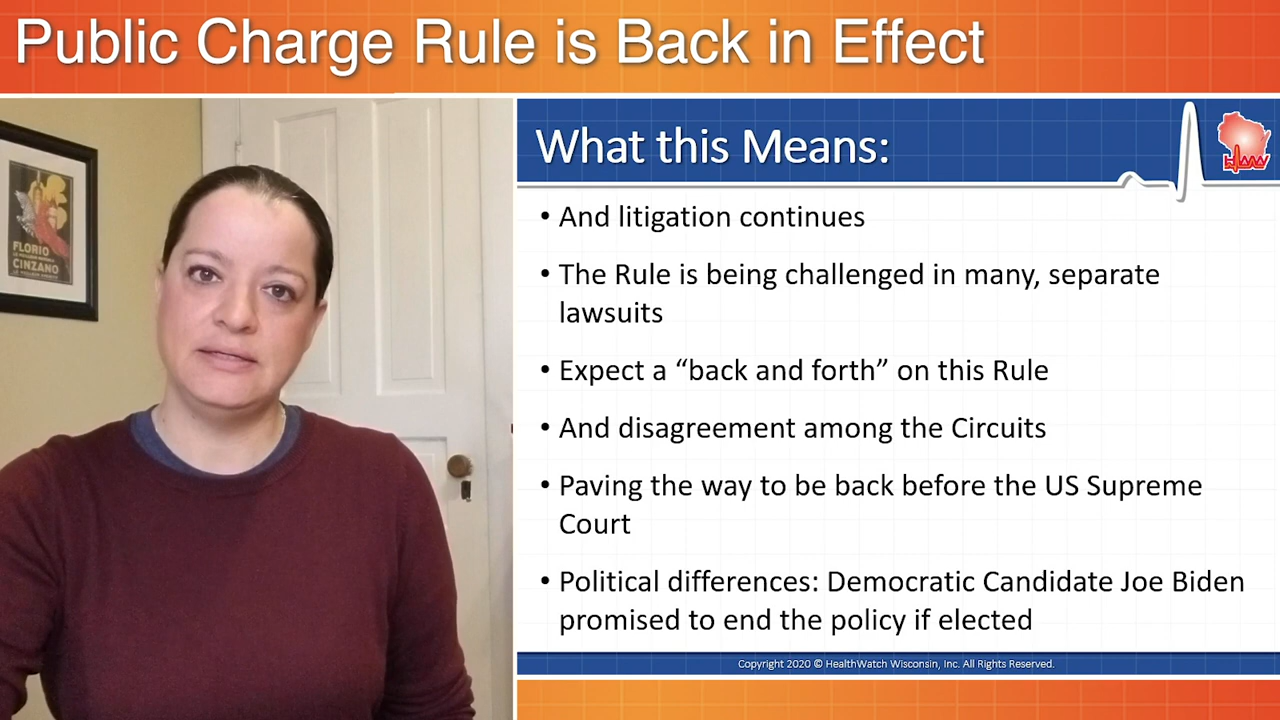 Public Charge Rule is Back in Effect
What this Means:
• And litigation continues
• The Rule is being challenged in many, separate
lawsuits
• Expect a “back and forth” on this Rule
• And disagreement among the Circuits
• Paving the way to be back before the US Supreme
Court
• Political differences: Democratic Candidate Joe Biden
promised to end the policy if elected
Copyright 2020 © HealthWatch Wisconsin, Inc. All Rights Reserved.
FLORIO
CINZANO